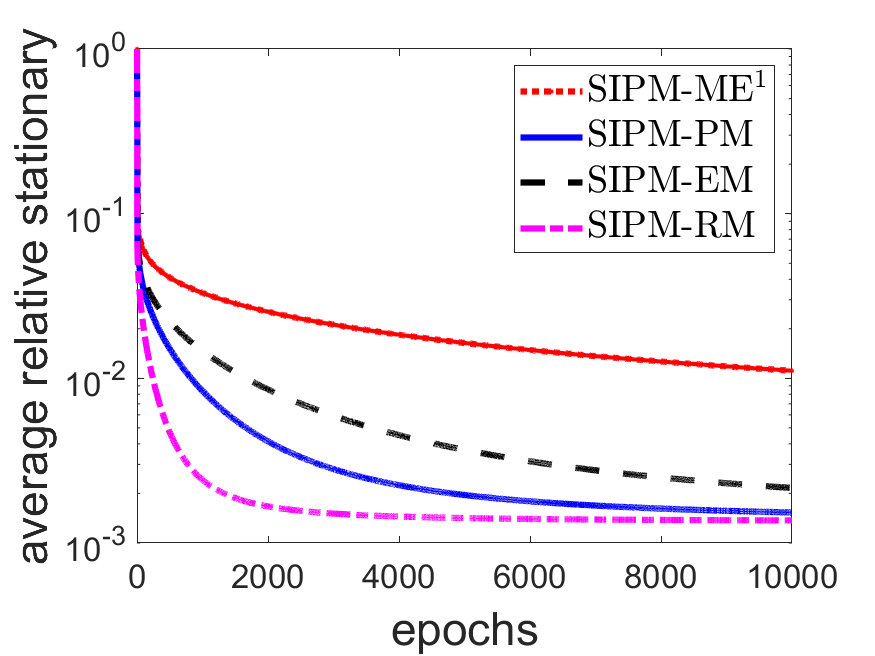 average relative stationary
10^0
10^-1
10^-2
10^-3
SIPM-ME^1
SIPM-PM
SIPM-EM
SIPM-RM
0 2000 4000 6000 8000 10000
epochs